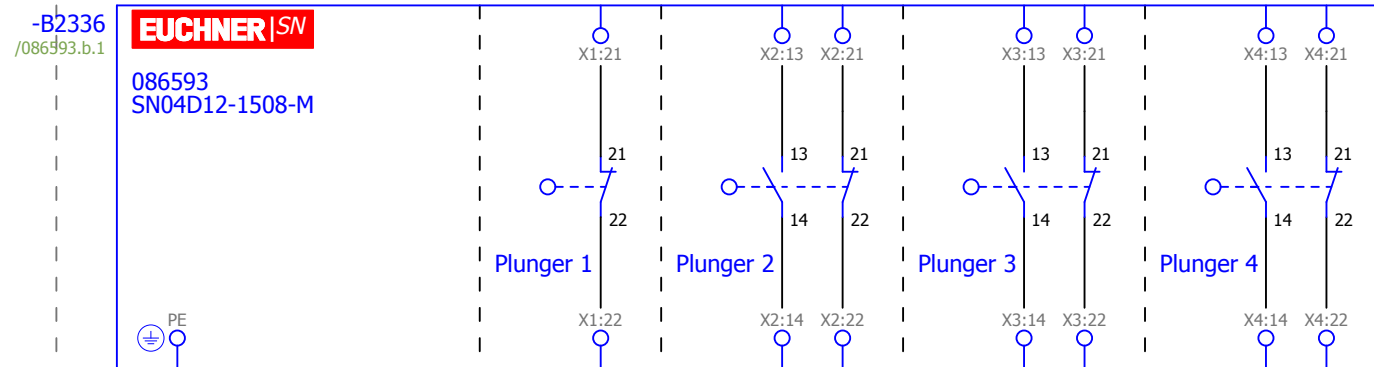 -B2336
/086593.b.1
EUCHNER|SN
086593
SN04D12-1508-M
X1:21
X2:13 X2:21
X3:13 X3:21
X4:13 X4:21
21
13 21
13 21
13 21
22
14 22
14 22
14 22
Plunger 1
Plunger 2
Plunger 3
Plunger 4
PE
X1:22
X2:14 X2:22
X3:14 X3:22
X4:14 X4:22